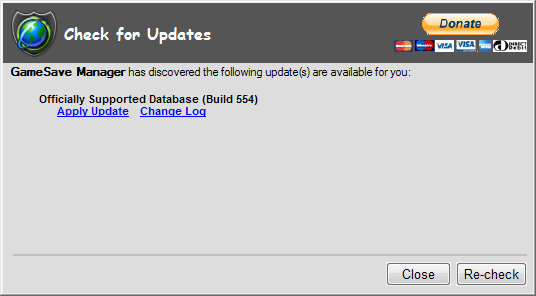 Check for Updates
Donate
VISA VISA DIRECT Debit
GameSave Manager has discovered the following update(s) are available for you:
Officially Supported Database (Build 554)
Apply Update Change Log
Close Re-check